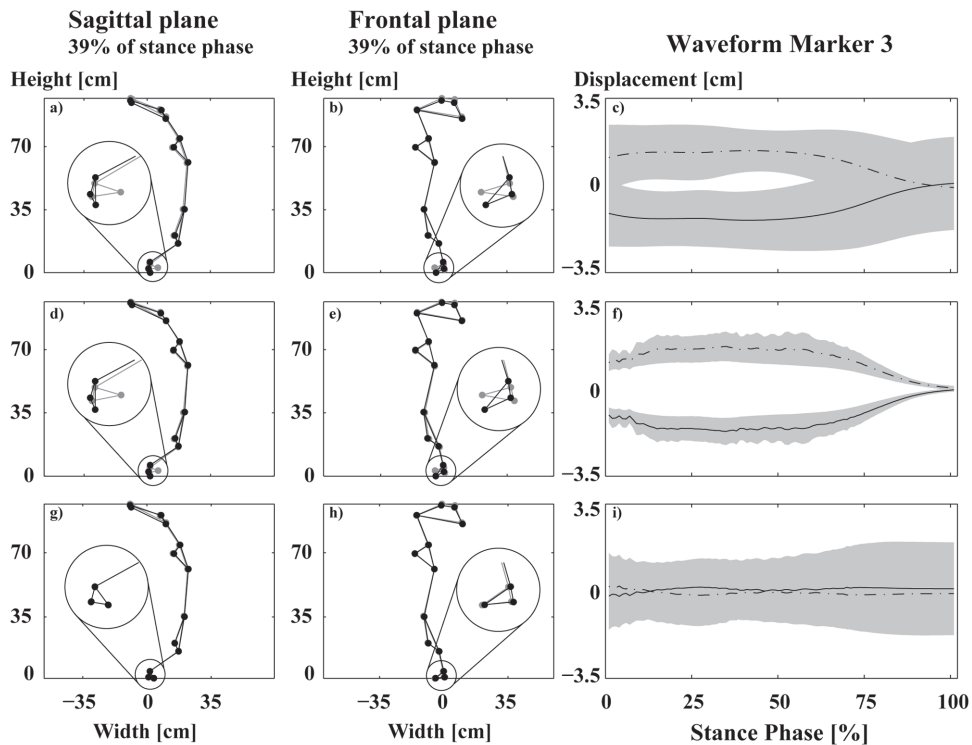 Sagittal plane
39% of stance phase
Frontal plane
39% of stance phase
Waveform Marker 3
Height [cm]
Height [cm]
Displacement [cm]
a)
70
35
0
b)
70
35
0
c)
3.5
0
−3.5
d)
70
35
0
e)
70
35
0
f)
3.5
0
−3.5
g)
70
35
0
h)
70
35
0
i)
3.5
0
−3.5
−35 0 35
−35 0 35
0 25 50 75 100
Width [cm]
Width [cm]
Stance Phase [%]